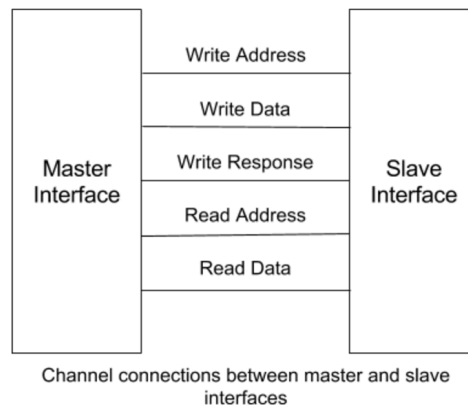 Write Address
Write Data
Master
Interface
Write Response
Slave
Interface
Read Address
Read Data
Channel connections between master and slave
interfaces